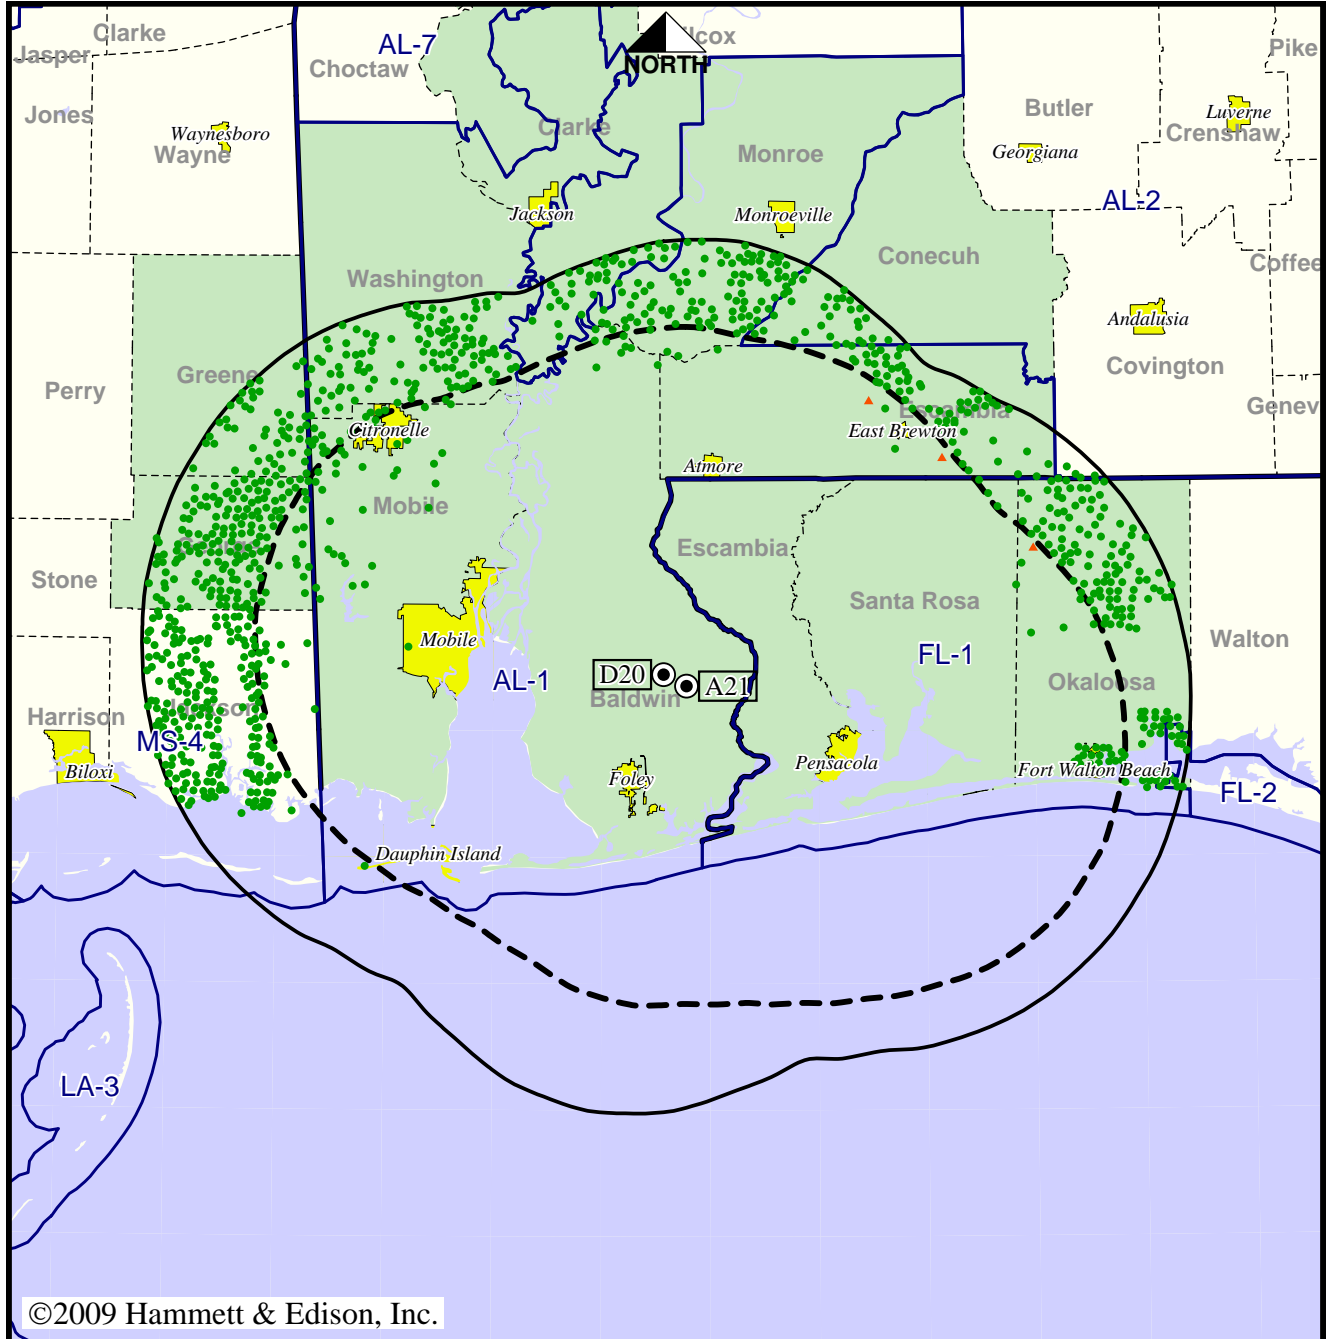 Clarke
AL-7
NORTH
Jasper
Choctaw
Pike
Jones
Waynesboro
Wayne
Clarke
Monroe
Butler
Georgiana
Luverne
Crenshaw
AL-2
Jackson
Monroeville
Washington
Conecuh
Coffee
Andalusia
Perry
Greene
Covington
Genev
Citronelle
Escambia
East Brewton
Atmore
Mobile
Escambia
Stone
Santa Rosa
Mobile
Walton
FL-1
AL-1
D20
A21
Baldwin
Okaloosa
Harrison
Jackson
MS-4
Biloxi
Foley
Pensacola
Fort Walton Beach
FL-2
Dauphin Island
LA-3
©2009 Hammett & Edison, Inc.